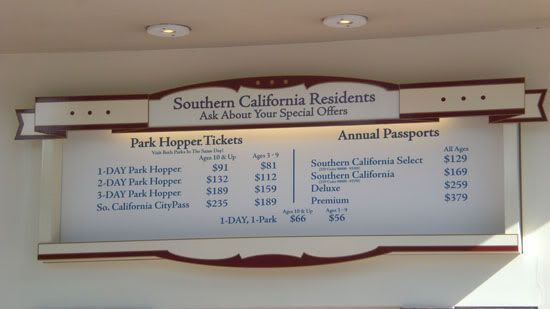 Southern California Residents
Ask About Your Special Offers
Park Hopper Tickets
Visit Both Parks In The Same Day!
Ages 10 & Up Ages 3 - 9
1-DAY Park Hopper $91 $81
2-DAY Park Hopper $132 $112
3-DAY Park Hopper $189 $159
So. California CityPass $235 $189
1-DAY, 1-Park
Ages 10 & Up Ages 3 - 9
$66 $56
Annual Passports
All Ages
Southern California Select $129
Southern California $169
Deluxe $259
Premium $379